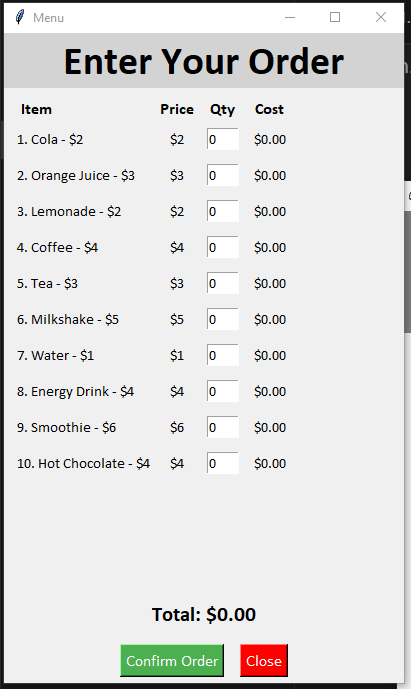 Menu
Enter Your Order
Item Price Qty Cost
1. Cola - $2 $2 0 $0.00
2. Orange Juice - $3 $3 0 $0.00
3. Lemonade - $2 $2 0 $0.00
4. Coffee - $4 $4 0 $0.00
5. Tea - $3 $3 0 $0.00
6. Milkshake - $5 $5 0 $0.00
7. Water - $1 $1 0 $0.00
8. Energy Drink - $4 $4 0 $0.00
9. Smoothie - $6 $6 0 $0.00
10. Hot Chocolate - $4 $4 0 $0.00
Total: $0.00
Confirm Order Close